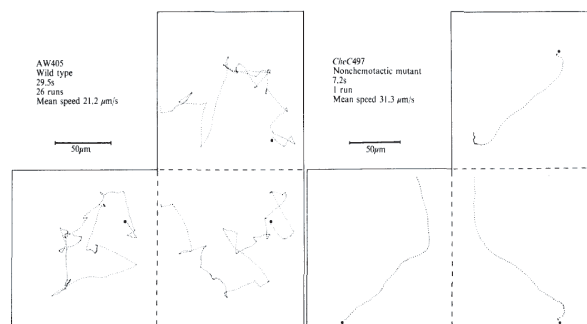 AW405
Wild type
29.5s
26 runs
Mean speed 21.2 μm/s
50μm
CheC497
Nonchemotactic mutant
7.2s
1 run
Mean speed 31.3 μm/s
50μm